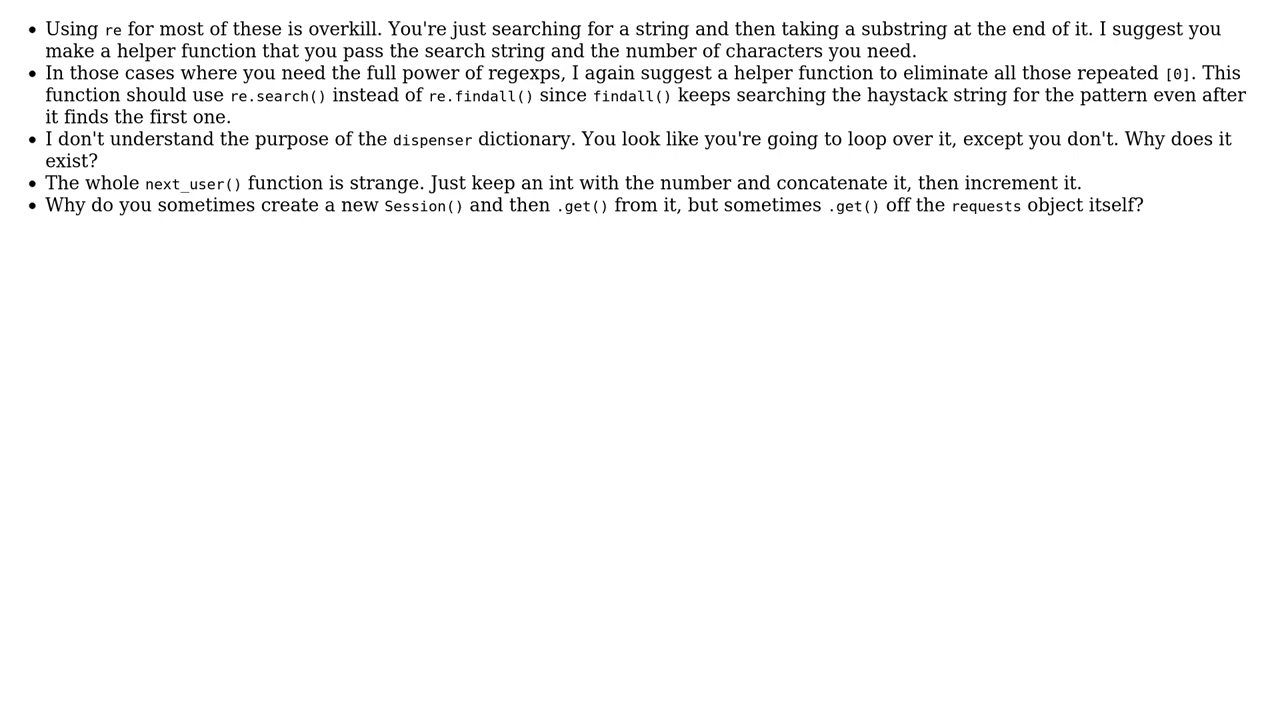 • Using re for most of these is overkill. You're just searching for a string and then taking a substring at the end of it. I suggest you
make a helper function that you pass the search string and the number of characters you need.
• In those cases where you need the full power of regexps, I again suggest a helper function to eliminate all those repeated [0]. This
function should use re.search() instead of re.findall() since findall() keeps searching the haystack string for the pattern even after
it finds the first one.
• I don't understand the purpose of the dispenser dictionary. You look like you're going to loop over it, except you don't. Why does it
exist?
• The whole next_user() function is strange. Just keep an int with the number and concatenate it, then increment it.
• Why do you sometimes create a new Session() and then .get() from it, but sometimes .get() off the requests object itself?